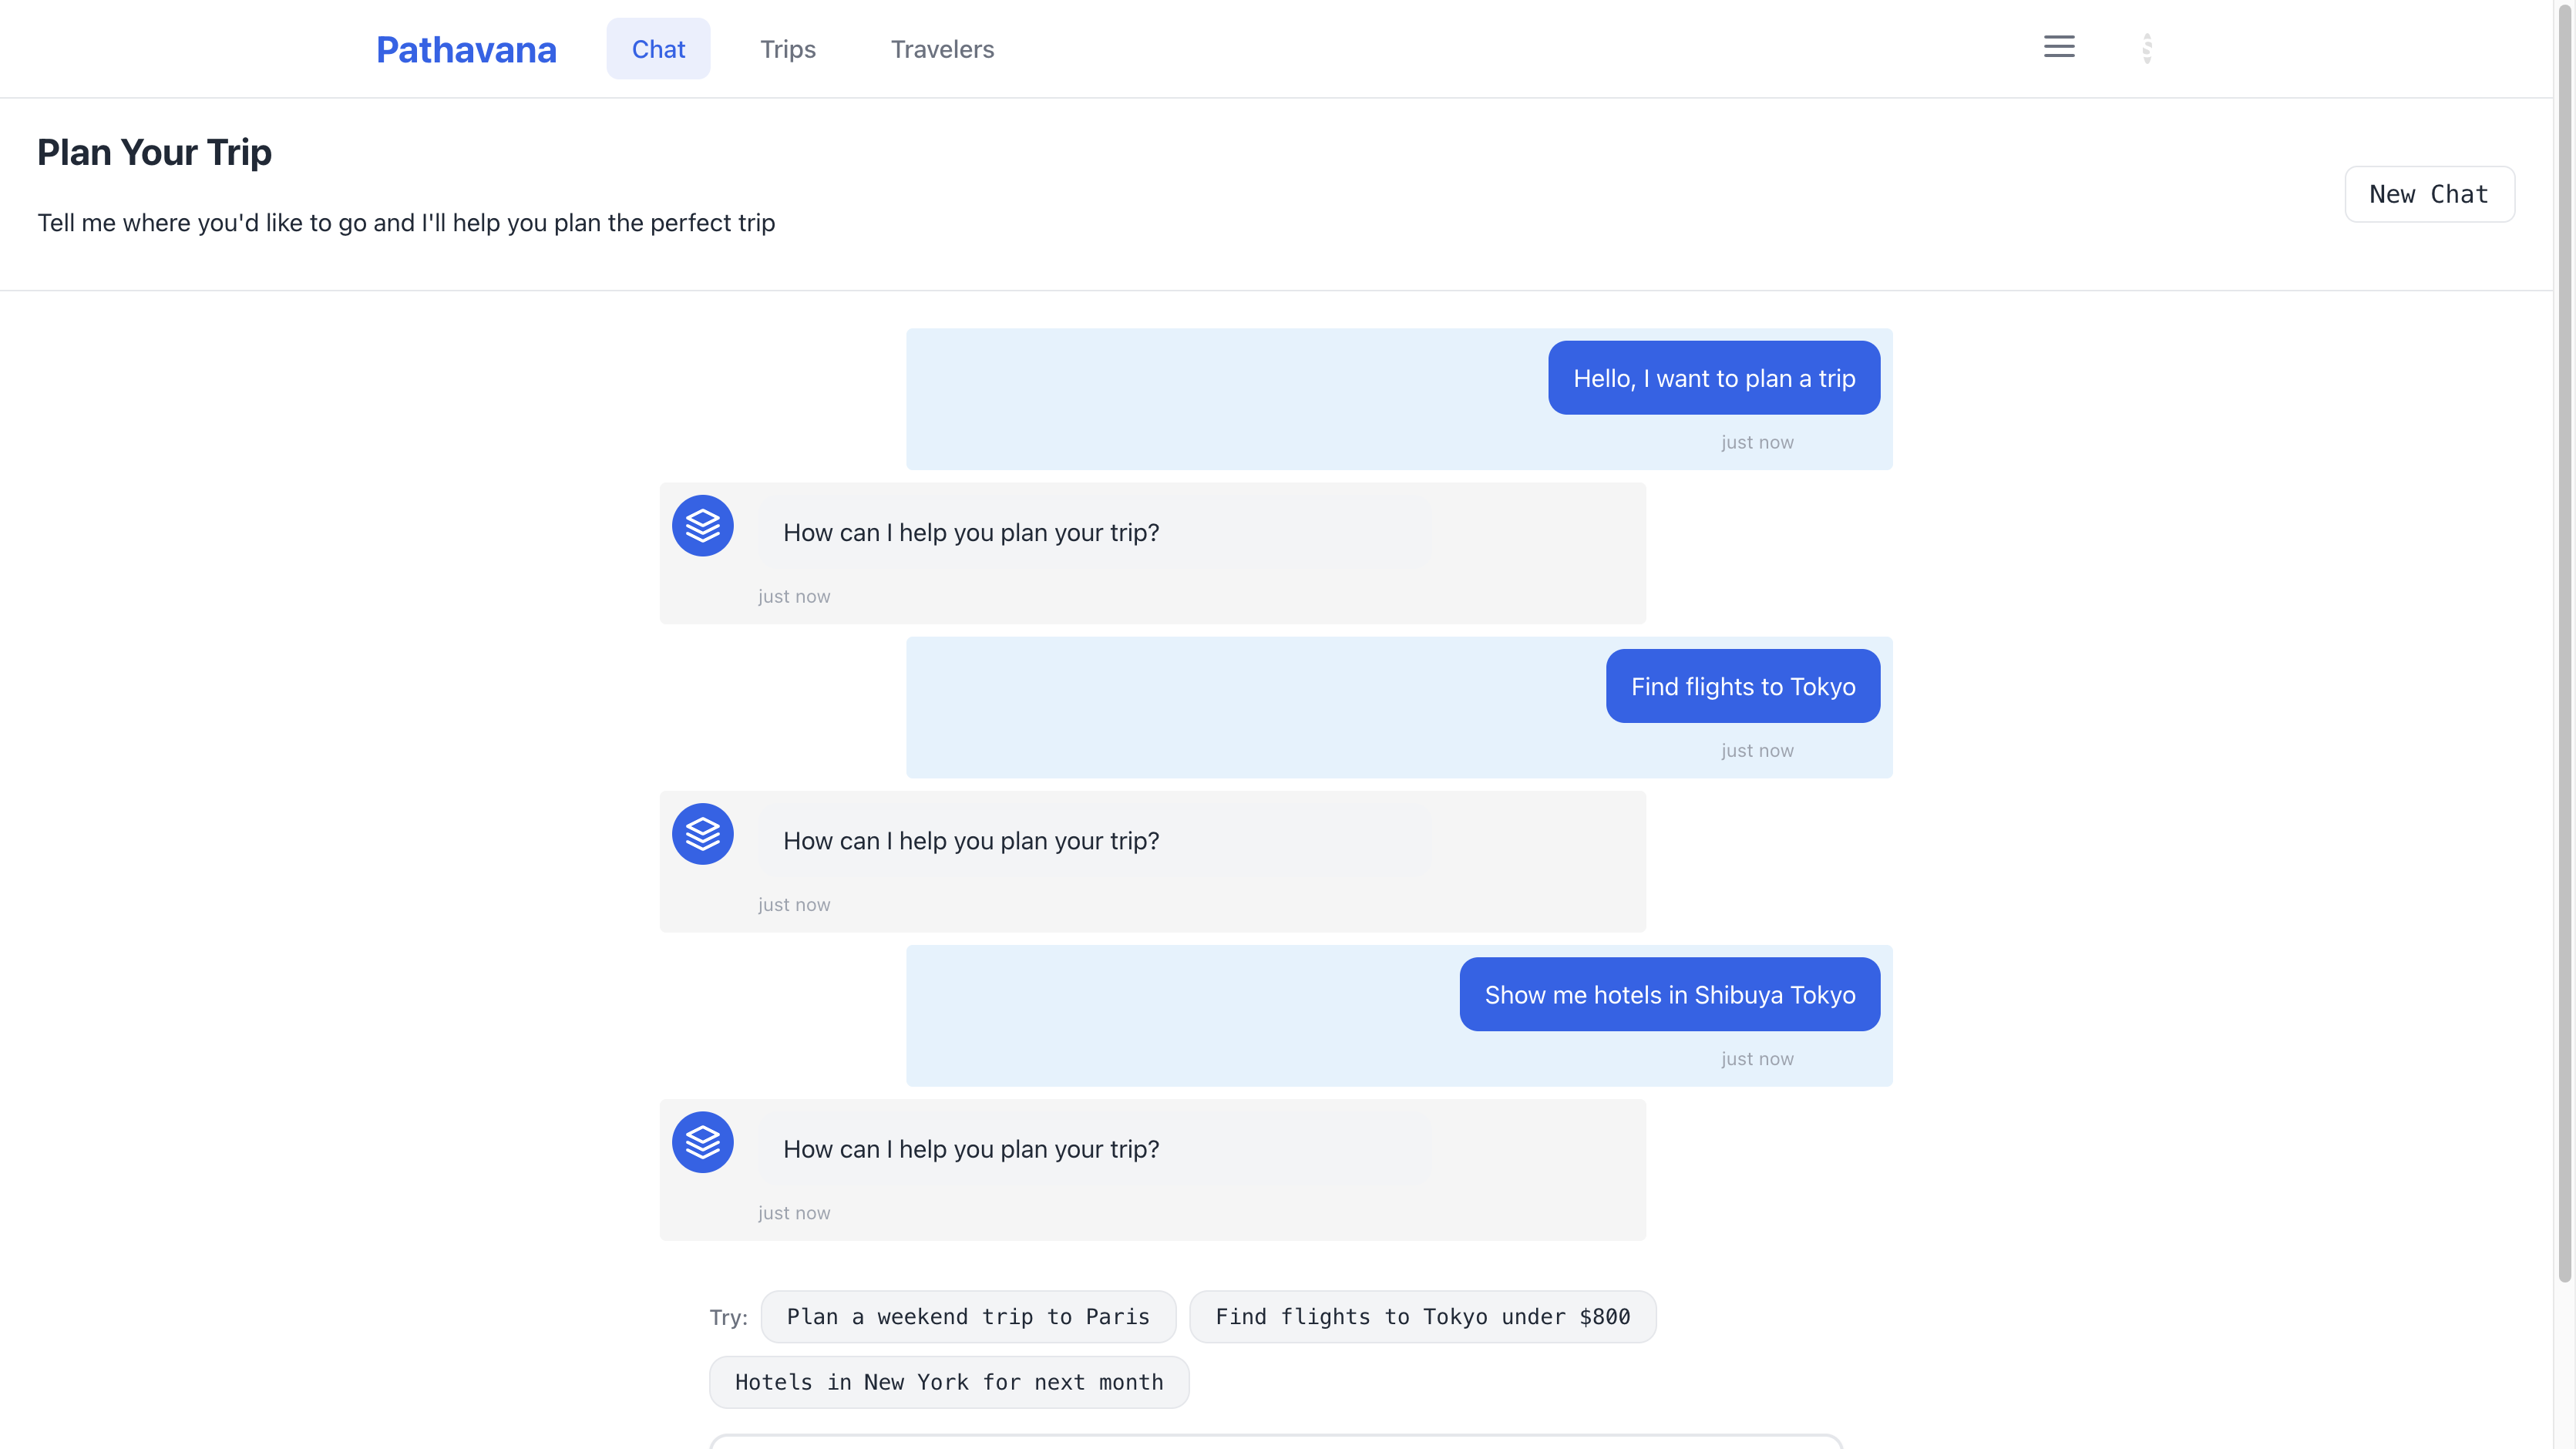 Pathavana Chat Trips Travelers
Plan Your Trip
Tell me where you'd like to go and I'll help you plan the perfect trip
New Chat
Hello, I want to plan a trip
just now
How can I help you plan your trip?
just now
Find flights to Tokyo
just now
How can I help you plan your trip?
just now
Show me hotels in Shibuya Tokyo
just now
How can I help you plan your trip?
just now
Try: Plan a weekend trip to Paris Find flights to Tokyo under $800
Hotels in New York for next month